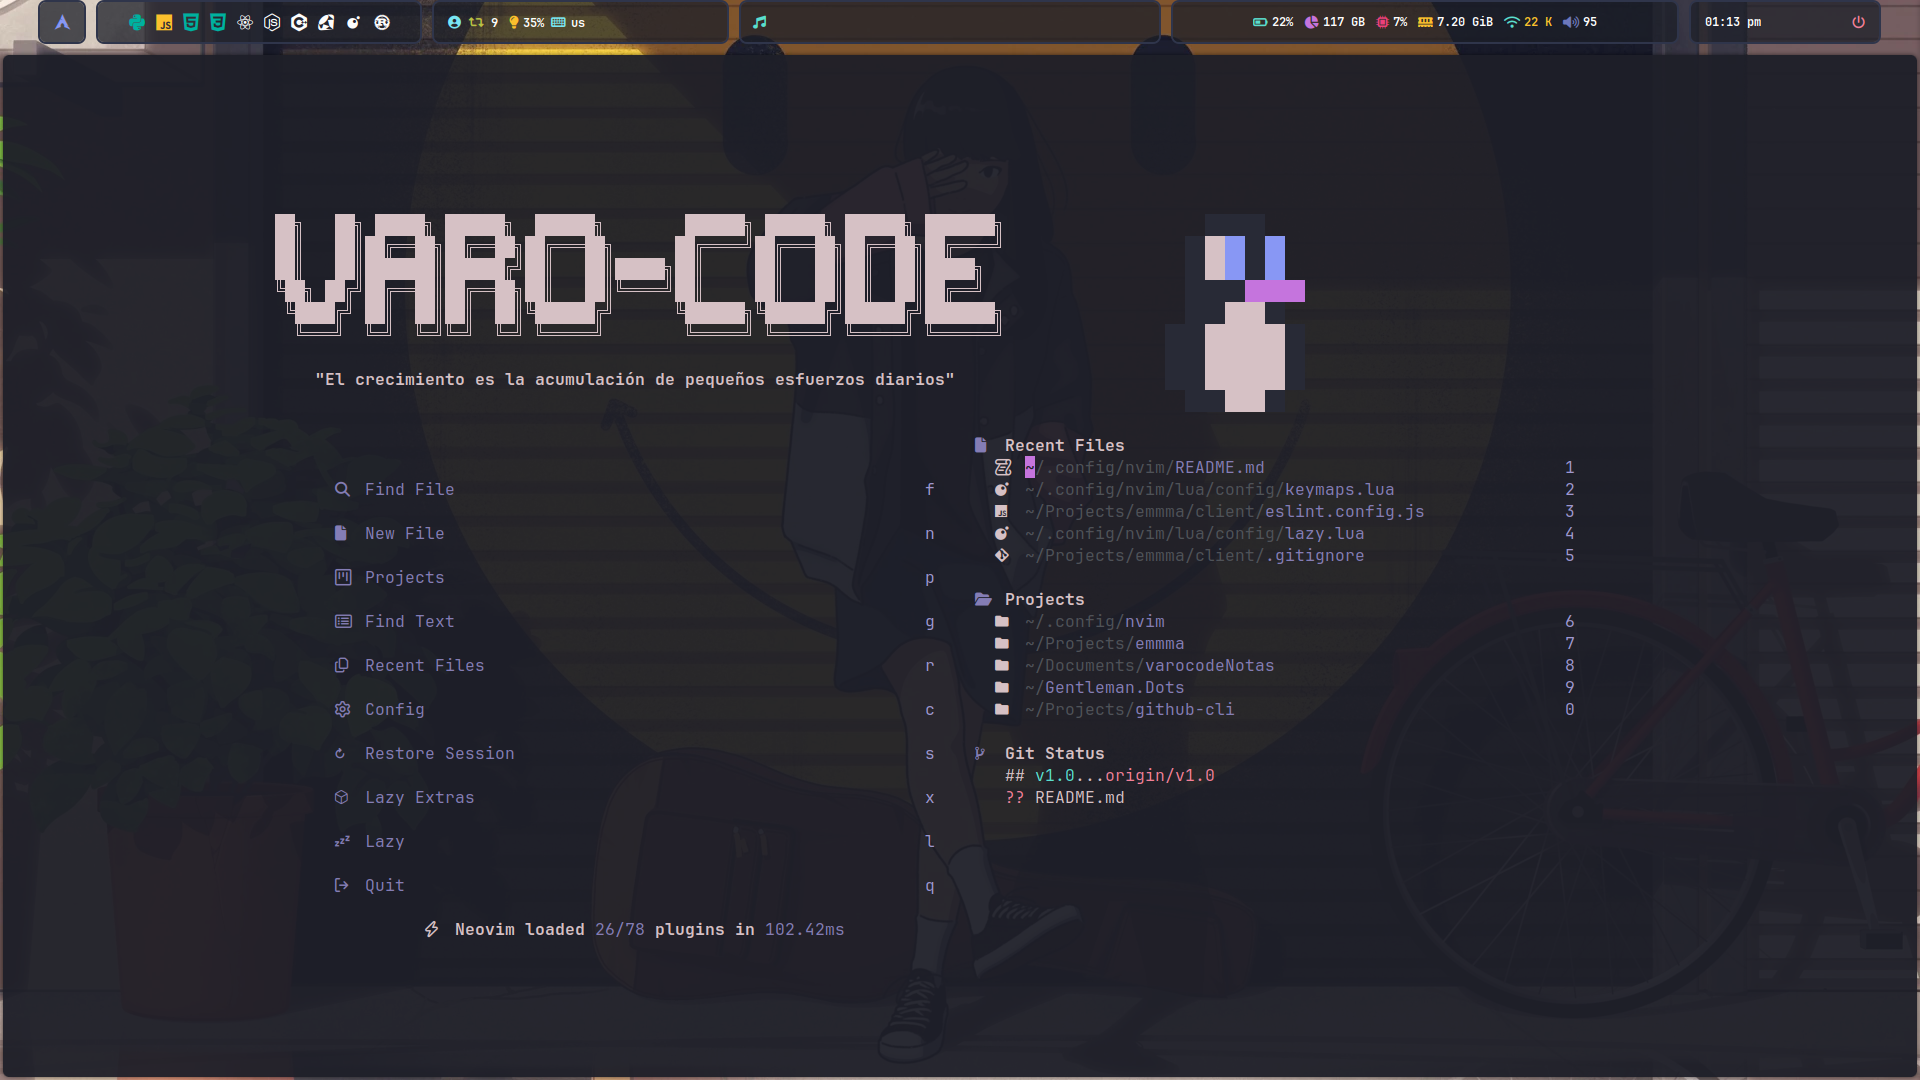 9 35% us 22% 117 GB 7% 7.20 GiB 22 K 95 01:13 pm
VARO-CODE
"El crecimiento es la acumulación de pequeños esfuerzos diarios"
Find File f
New File n
Projects p
Find Text g
Recent Files r
Config c
Restore Session s
Lazy Extras x
Lazy l
Quit q
Neovim loaded 26/78 plugins in 102.42ms
Recent Files
~/.config/nvim/README.md 1
~/.config/nvim/lua/config/keymaps.lua 2
~/Projects/emmma/client/eslint.config.js 3
~/.config/nvim/lua/config/lazy.lua 4
~/Projects/emmma/client/.gitignore 5
Projects
~/.config/nvim 6
~/Projects/emmma 7
~/Documents/varocodeNotas 8
~/Gentleman.Dots 9
~/Projects/github-cli 0
Git Status
## v1.0...origin/v1.0
?? README.md